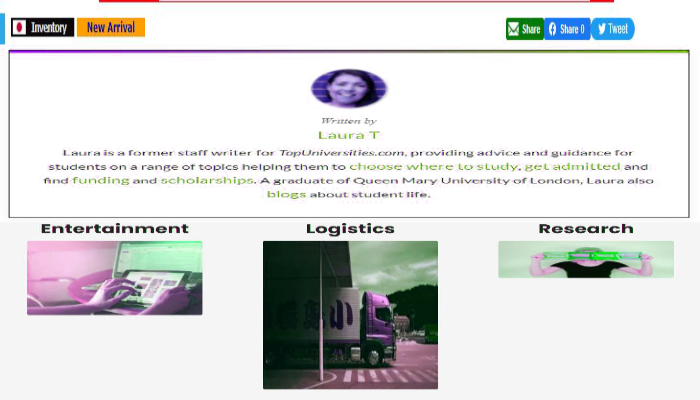 Inventory New Arrival Share Share 0 Tweet
Written by
Laura T
Laura is a former staff writer for TopUniversities.com, providing advice and guidance for
students on a range of topics helping them to choose where to study, get admitted and
find funding and scholarships. A graduate of Queen Mary University of London, Laura also
blogs about student life.
Entertainment Logistics Research